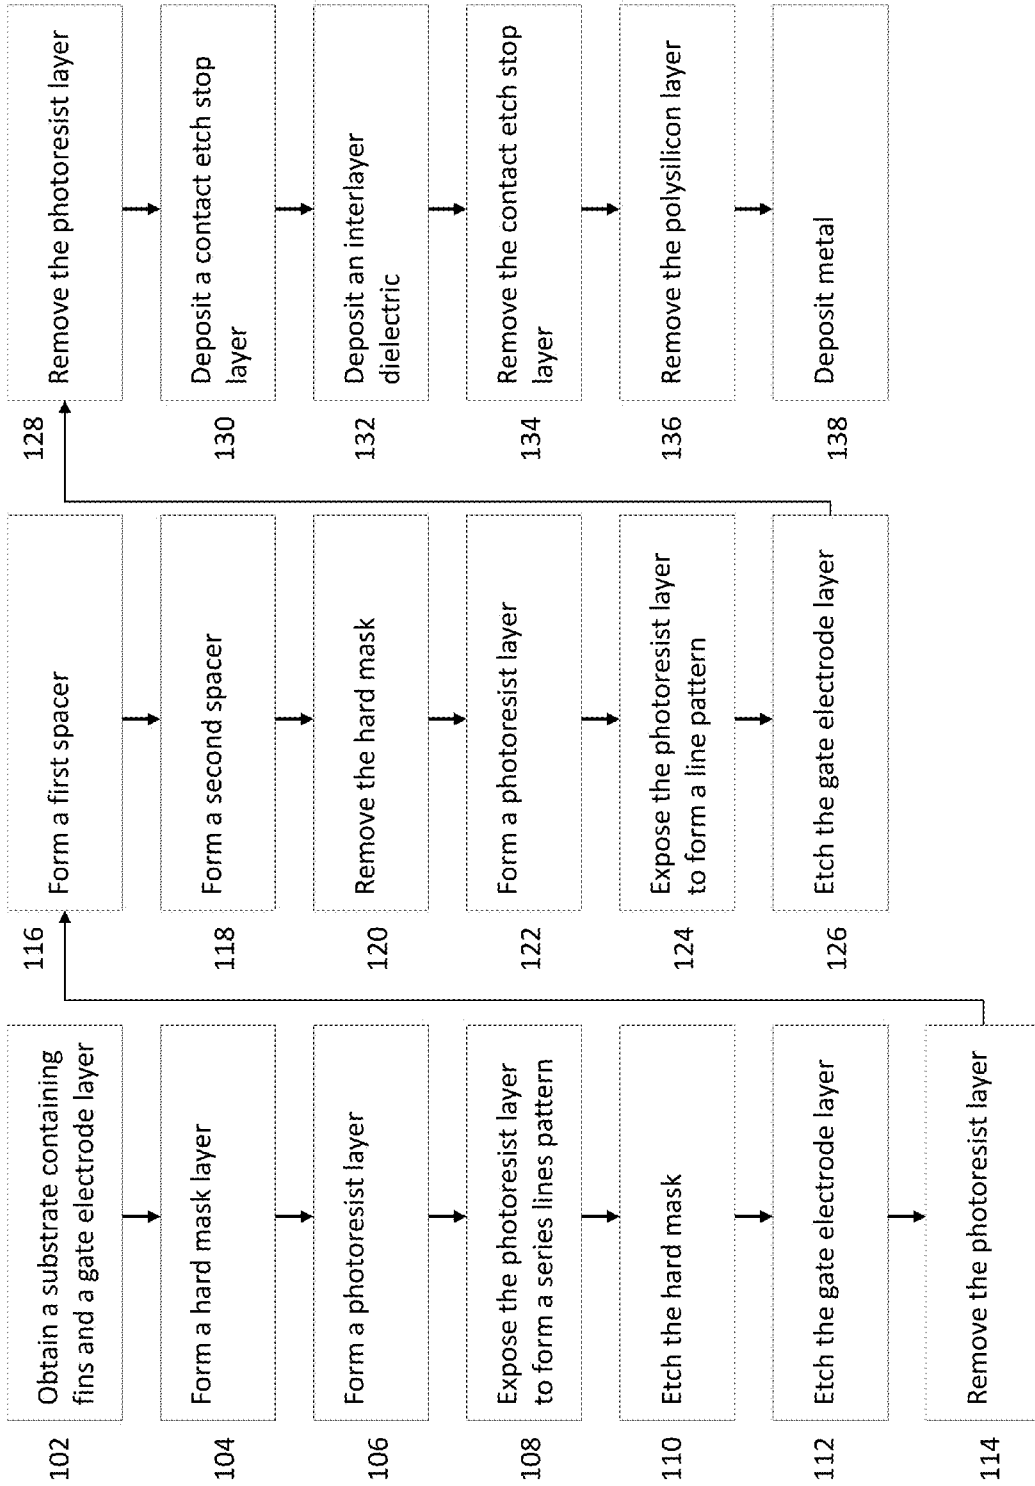 102
Obtain a substrate containing
fins and a gate electrode layer
104
Form a hard mask layer
106
Form a photoresist layer
108
Expose the photoresist layer
to form a series lines pattern
110
Etch the hard mask
112
Etch the gate electrode layer
114
Remove the photoresist layer
116
Form a first spacer
118
Form a second spacer
120
Remove the hard mask
122
Form a photoresist layer
124
Expose the photoresist layer
to form a line pattern
126
Etch the gate electrode layer
128
Remove the photoresist layer
130
Deposit a contact etch stop
layer
132
Deposit an interlayer
dielectric
134
Remove the contact etch stop
layer
136
Remove the polysilicon layer
138
Deposit metal